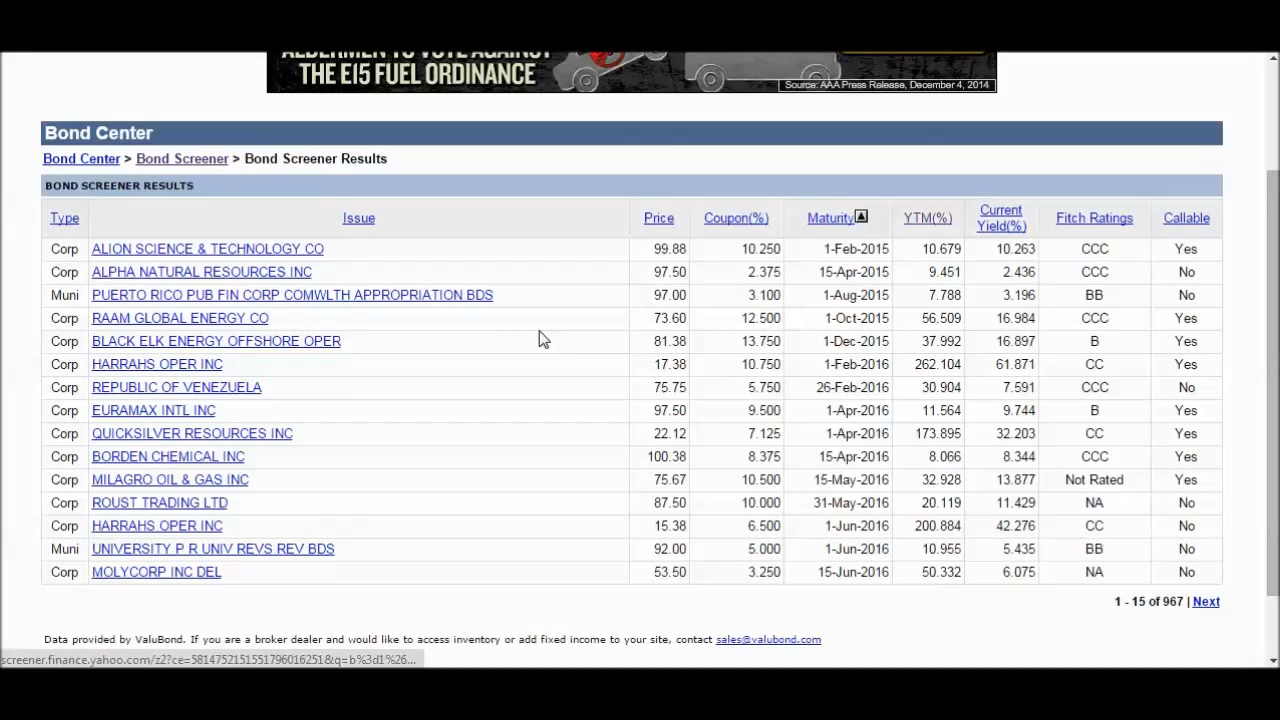 ALDERMEN TO VOTE AGAINST
THE E15 FUEL ORDINANCE
Source: AAA Press Release, December 4, 2014
Bond Center
Bond Center > Bond Screener > Bond Screener Results
BOND SCREENER RESULTS
Type Issue Price Coupon(%) Maturity YTM(%) Current Yield(%) Fitch Ratings Callable
Corp ALION SCIENCE & TECHNOLOGY CO 99.88 10.250 1-Feb-2015 10.679 10.263 CCC Yes
Corp ALPHA NATURAL RESOURCES INC 97.50 2.375 15-Apr-2015 9.451 2.436 CCC No
Muni PUERTO RICO PUB FIN CORP COMWLTH APPROPRIATION BDS 97.00 3.100 1-Aug-2015 7.788 3.196 BB No
Corp RAAM GLOBAL ENERGY CO 73.60 12.500 1-Oct-2015 56.509 16.984 CCC Yes
Corp BLACK ELK ENERGY OFFSHORE OPER 81.38 13.750 1-Dec-2015 37.992 16.897 B Yes
Corp HARRAHS OPER INC 17.38 10.750 1-Feb-2016 262.104 61.871 CC Yes
Corp REPUBLIC OF VENEZUELA 75.75 5.750 26-Feb-2016 30.904 7.591 CCC No
Corp EURAMAX INTL INC 97.50 9.500 1-Apr-2016 11.564 9.744 B Yes
Corp QUICKSILVER RESOURCES INC 22.12 7.125 1-Apr-2016 173.895 32.203 CC Yes
Corp BORDEN CHEMICAL INC 100.38 8.375 15-Apr-2016 8.066 8.344 CCC Yes
Corp MILAGRO OIL & GAS INC 75.67 10.500 15-May-2016 32.928 13.877 Not Rated Yes
Corp ROUST TRADING LTD 87.50 10.000 31-May-2016 20.119 11.429 NA No
Corp HARRAHS OPER INC 15.38 6.500 1-Jun-2016 200.884 42.276 CC No
Muni UNIVERSITY P R UNIV REVS REV BDS 92.00 5.000 1-Jun-2016 10.955 5.435 BB No
Corp MOLYCORP INC DEL 53.50 3.250 15-Jun-2016 50.332 6.075 NA No
1 - 15 of 967 | Next
Data provided by ValuBond. If you are a broker dealer and would like to access inventory or add fixed income to your site, contact sales@valubond.com
screener.finance.yahoo.com/z2?ce=5814752151551796016251&q=b%3d1%26...